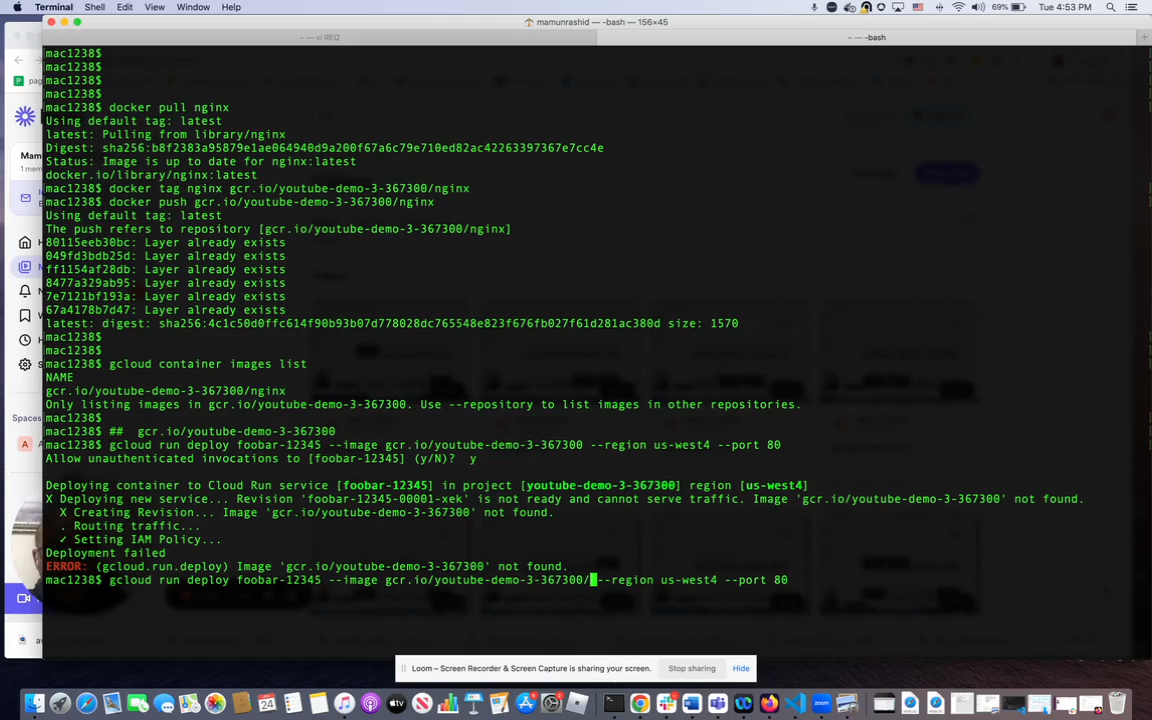 Terminal Shell Edit View Window Help 69% Tue 4:53 PM
mamunrashid — -bash — 156×45
-- vi REQ
-- -bash
mac1238$
mac1238$
mac1238$
mac1238$
mac1238$ docker pull nginx
Using default tag: latest
latest: Pulling from library/nginx
Digest: sha256:b8f2383a95879e1ae064940d9a200f67a6c79e710ed82ac42263397367e7cc4e
Status: Image is up to date for nginx:latest
docker.io/library/nginx:latest
mac1238$ docker tag nginx gcr.io/youtube-demo-3-367300/nginx
mac1238$ docker push gcr.io/youtube-demo-3-367300/nginx
Using default tag: latest
The push refers to repository [gcr.io/youtube-demo-3-367300/nginx]
80115eeb30bc: Layer already exists
049fd3bdb25d: Layer already exists
ff1154af28db: Layer already exists
8477a329ab95: Layer already exists
7e7121bf193a: Layer already exists
67a4178b7d47: Layer already exists
latest: digest: sha256:4c1c50d0ffc614f90b93b07d778028dc765548e823f676fb027f61d281ac380d size: 1570
mac1238$
mac1238$
mac1238$ gcloud container images list
NAME
gcr.io/youtube-demo-3-367300/nginx
Only listing images in gcr.io/youtube-demo-3-367300. Use --repository to list images in other repositories.
mac1238$
mac1238$ ## gcr.io/youtube-demo-3-367300
mac1238$ gcloud run deploy foobar-12345 --image gcr.io/youtube-demo-3-367300 --region us-west4 --port 80
Allow unauthenticated invocations to [foobar-12345] (y/N)? y
Deploying container to Cloud Run service [foobar-12345] in project [youtube-demo-3-367300] region [us-west4]
X Deploying new service... Revision 'foobar-12345-00001-xek' is not ready and cannot serve traffic. Image 'gcr.io/youtube-demo-3-367300' not found.
X Creating Revision... Image 'gcr.io/youtube-demo-3-367300' not found.
. Routing traffic...
✓ Setting IAM Policy...
Deployment failed
ERROR: (gcloud.run.deploy) Image 'gcr.io/youtube-demo-3-367300' not found.
mac1238$ gcloud run deploy foobar-12345 --image gcr.io/youtube-demo-3-367300/ --region us-west4 --port 80
pag
Mam
1 mem
Spaces
A
Loom – Screen Recorder & Screen Capture is sharing your screen. Stop sharing Hide